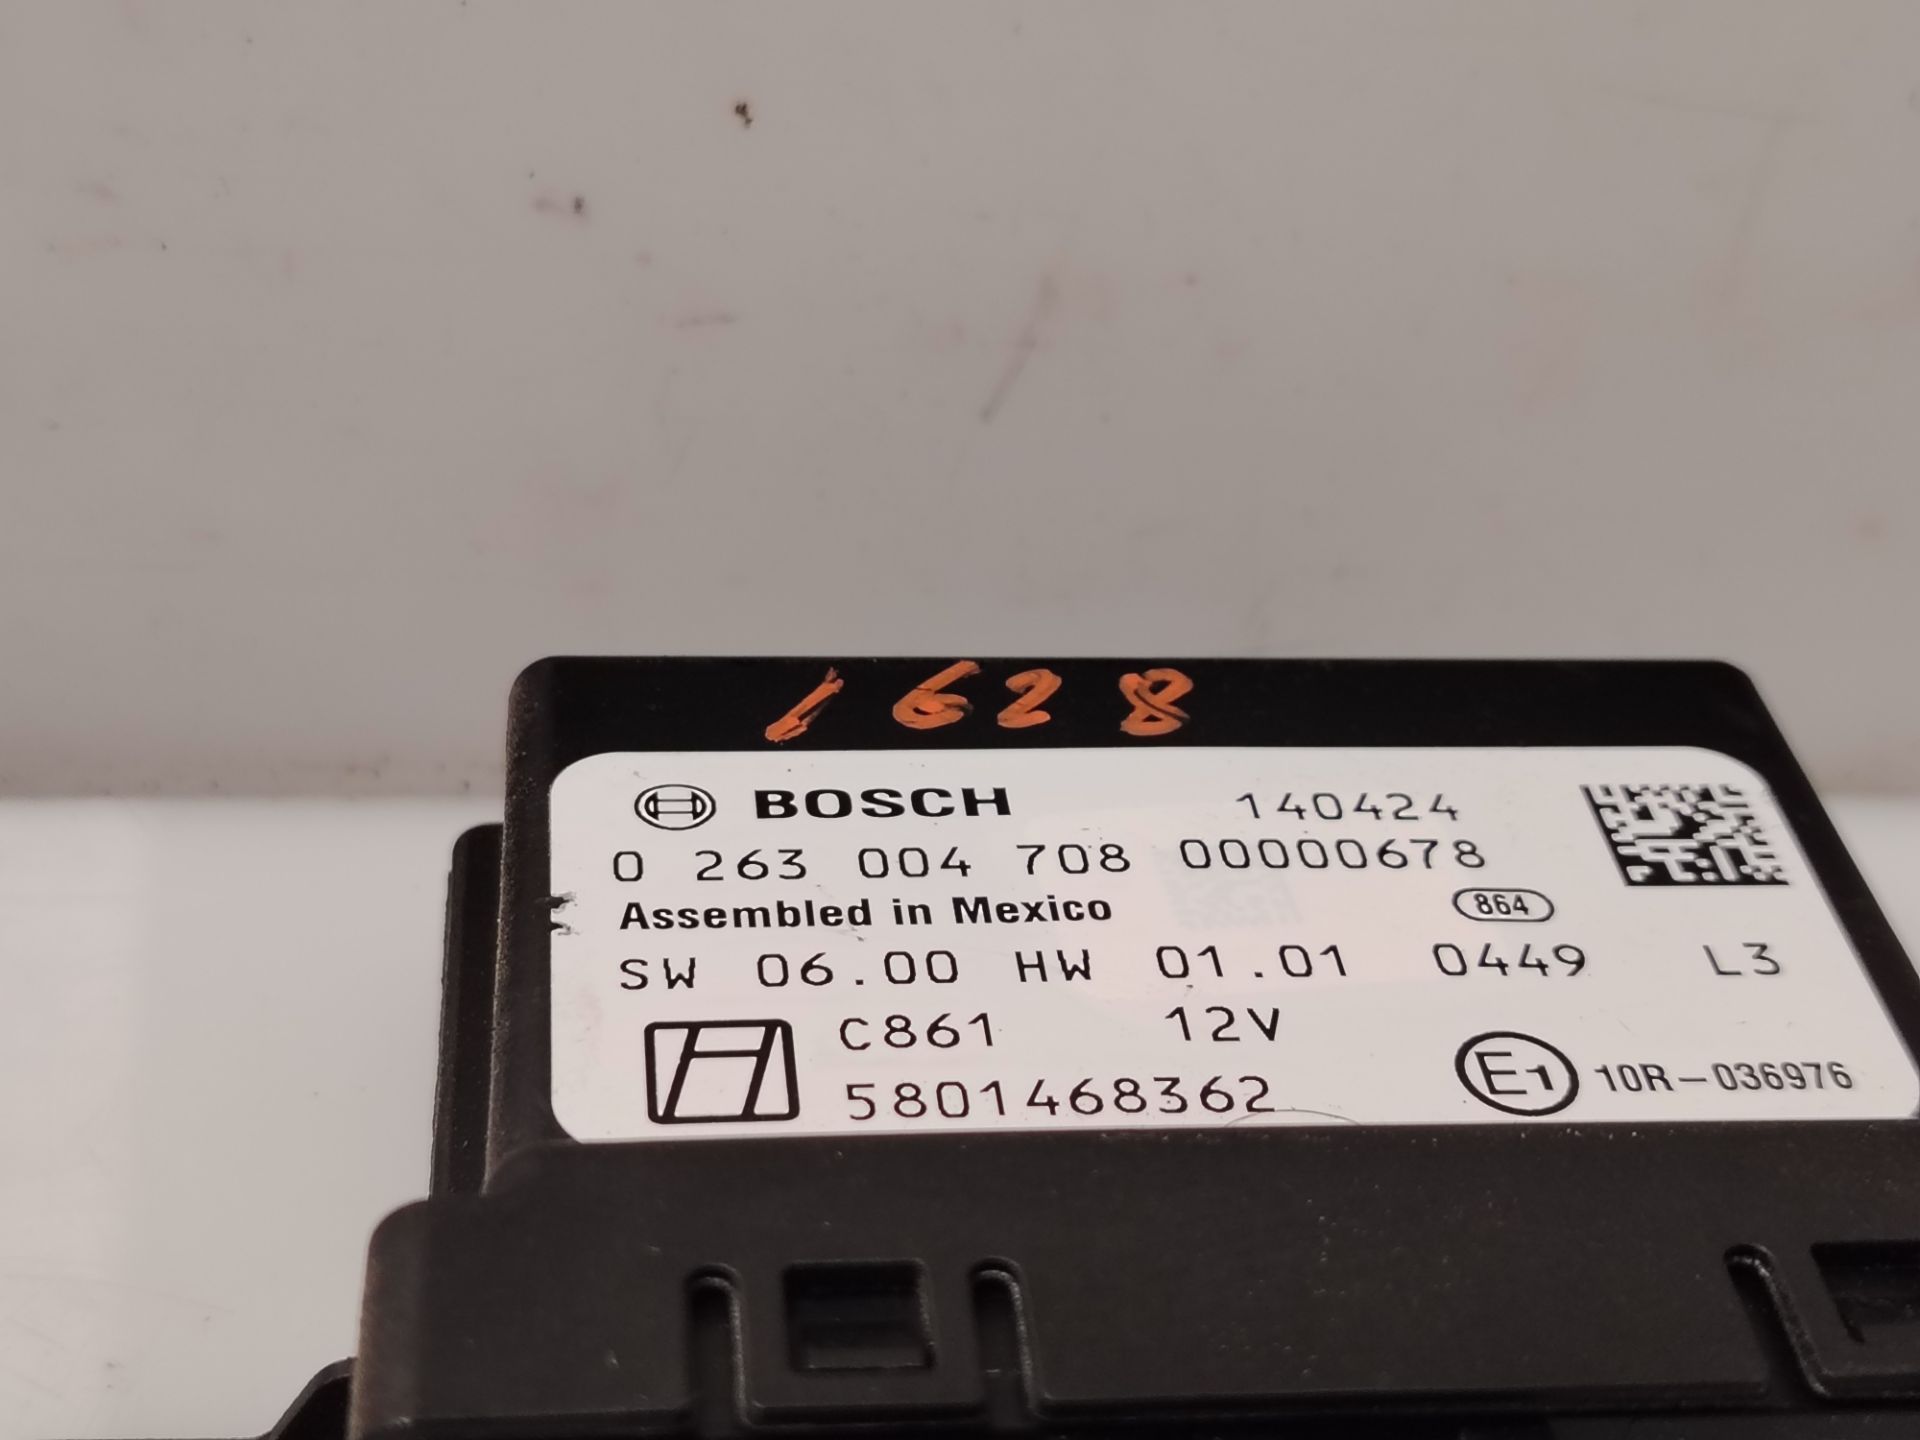 1628
BOSCH 140424
0 263 004 708 00000678
Assembled in Mexico 864
SW 06.00 HW 01.01 0449 L3
C861 12V
5801468362 E1 10R-036976